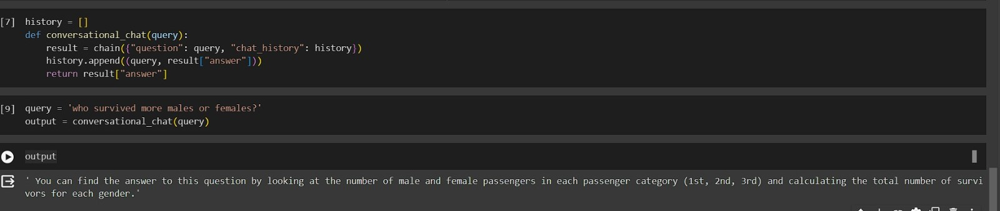 [7] history = []
def conversational_chat(query):
result = chain({"question": query, "chat_history": history})
history.append((query, result["answer"]))
return result["answer"]
[9] query = 'who survived more males or females?'
output = conversational_chat(query)
output
' You can find the answer to this question by looking at the number of male and female passengers in each passenger category (1st, 2nd, 3rd) and calculating the total number of survi
vors for each gender.'